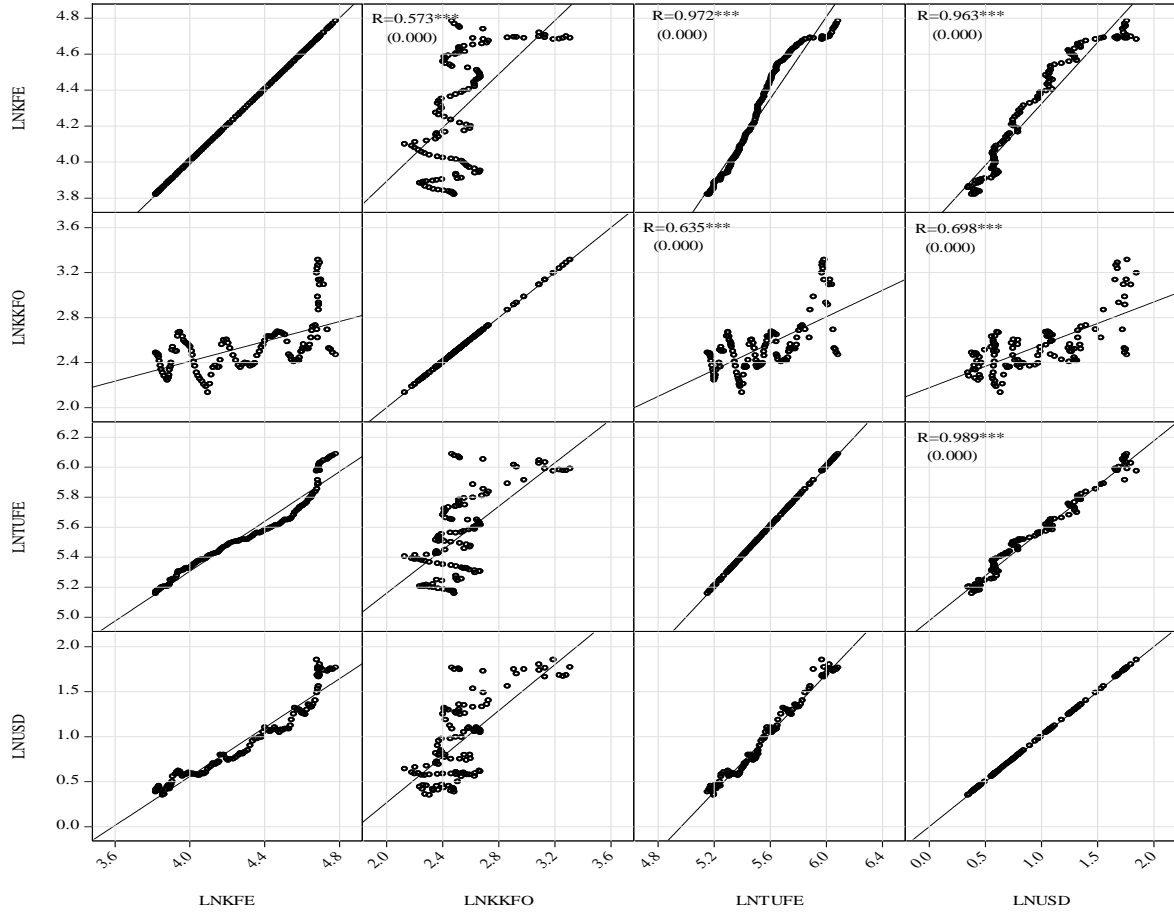 4.8
4.6
4.4
4.2
4.0
3.8
LNKFE
R=0.573***
(0.000)
R=0.972***
(0.000)
R=0.963***
(0.000)
3.6
3.2
2.8
2.4
2.0
LNKKFO
R=0.635***
(0.000)
R=0.698***
(0.000)
6.2
6.0
5.8
5.6
5.4
5.2
5.0
LNTUFE
R=0.989***
(0.000)
2.0
1.5
1.0
0.5
0.0
LNUSD
3.6 4.0 4.4 4.8 2.0 2.4 2.8 3.2 3.6 4.8 5.2 5.6 6.0 6.4 0.0 0.5 1.0 1.5 2.0
LNKFE LNKKFO LNTUFE LNUSD